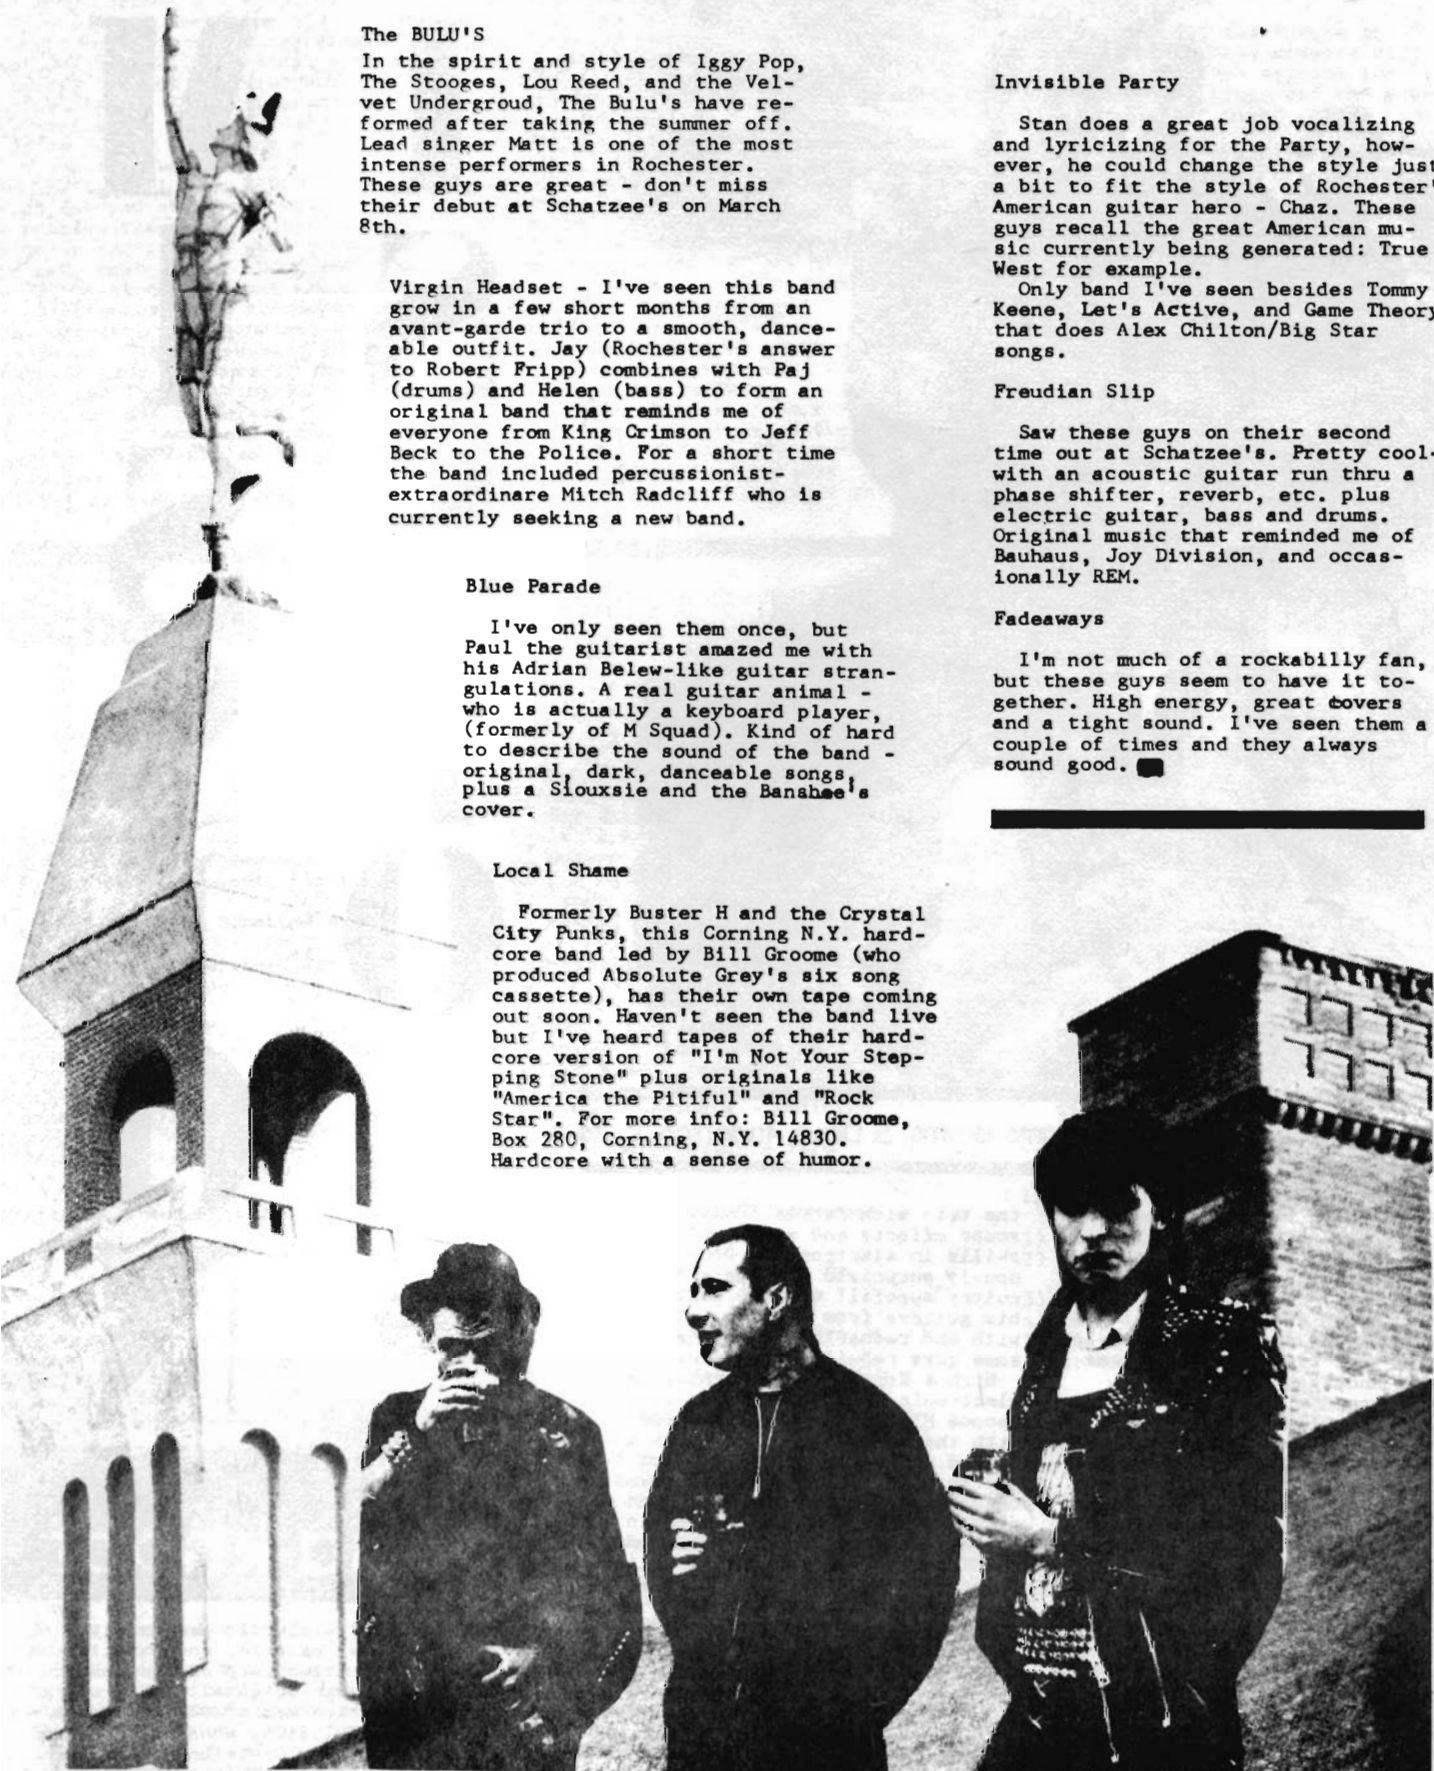 The BULU'S
In the spirit and style of Iggy Pop,
The Stooges, Lou Reed, and the Vel-
vet Undergroud, The Bulu's have re-
formed after taking the summer off.
Lead singer Matt is one of the most
intense performers in Rochester.
These guys are great - don't miss
their debut at Schatzee's on March
8th.
Virgin Headset - I've seen this band
grow in a few short months from an
avant-garde trio to a smooth, dance-
able outfit. Jay (Rochester's answer
to Robert Fripp) combines with Paj
(drums) and Helen (bass) to form an
original band that reminds me of
everyone from King Crimson to Jeff
Beck to the Police. For a short time
the band included percussionist-
extraordinare Mitch Radcliff who is
currently seeking a new band.
Blue Parade
I've only seen them once, but
Paul the guitarist amazed me with
his Adrian Belew-like guitar stran-
gulations. A real guitar animal -
who is actually a keyboard player,
(formerly of M Squad). Kind of hard
to describe the sound of the band -
original, dark, danceable songs,
plus a Siouxsie and the Banshee's
cover.
Local Shame
Formerly Buster H and the Crystal
City Punks, this Corning N.Y. hard-
core band led by Bill Groome (who
produced Absolute Grey's six song
cassette), has their own tape coming
out soon. Haven't seen the band live
but I've heard tapes of their hard-
core version of "I'm Not Your Step-
ping Stone" plus originals like
"America the Pitiful" and "Rock
Star". For more info: Bill Groome,
Box 280, Corning, N.Y. 14830.
Hardcore with a sense of humor.
Invisible Party
Stan does a great job vocalizing
and lyricizing for the Party, how-
ever, he could change the style just
a bit to fit the style of Rochester'
American guitar hero - Chaz. These
guys recall the great American mu-
sic currently being generated: True
West for example.
Only band I've seen besides Tommy
Keene, Let's Active, and Game Theory
that does Alex Chilton/Big Star
songs.
Freudian Slip
Saw these guys on their second
time out at Schatzee's. Pretty cool-
with an acoustic guitar run thru a
phase shifter, reverb, etc. plus
electric guitar, bass and drums.
Original music that reminded me of
Bauhaus, Joy Division, and occas-
ionally REM.
Fadeaways
I'm not much of a rockabilly fan,
but these guys seem to have it to-
gether. High energy, great covers
and a tight sound. I've seen them a
couple of times and they always
sound good.